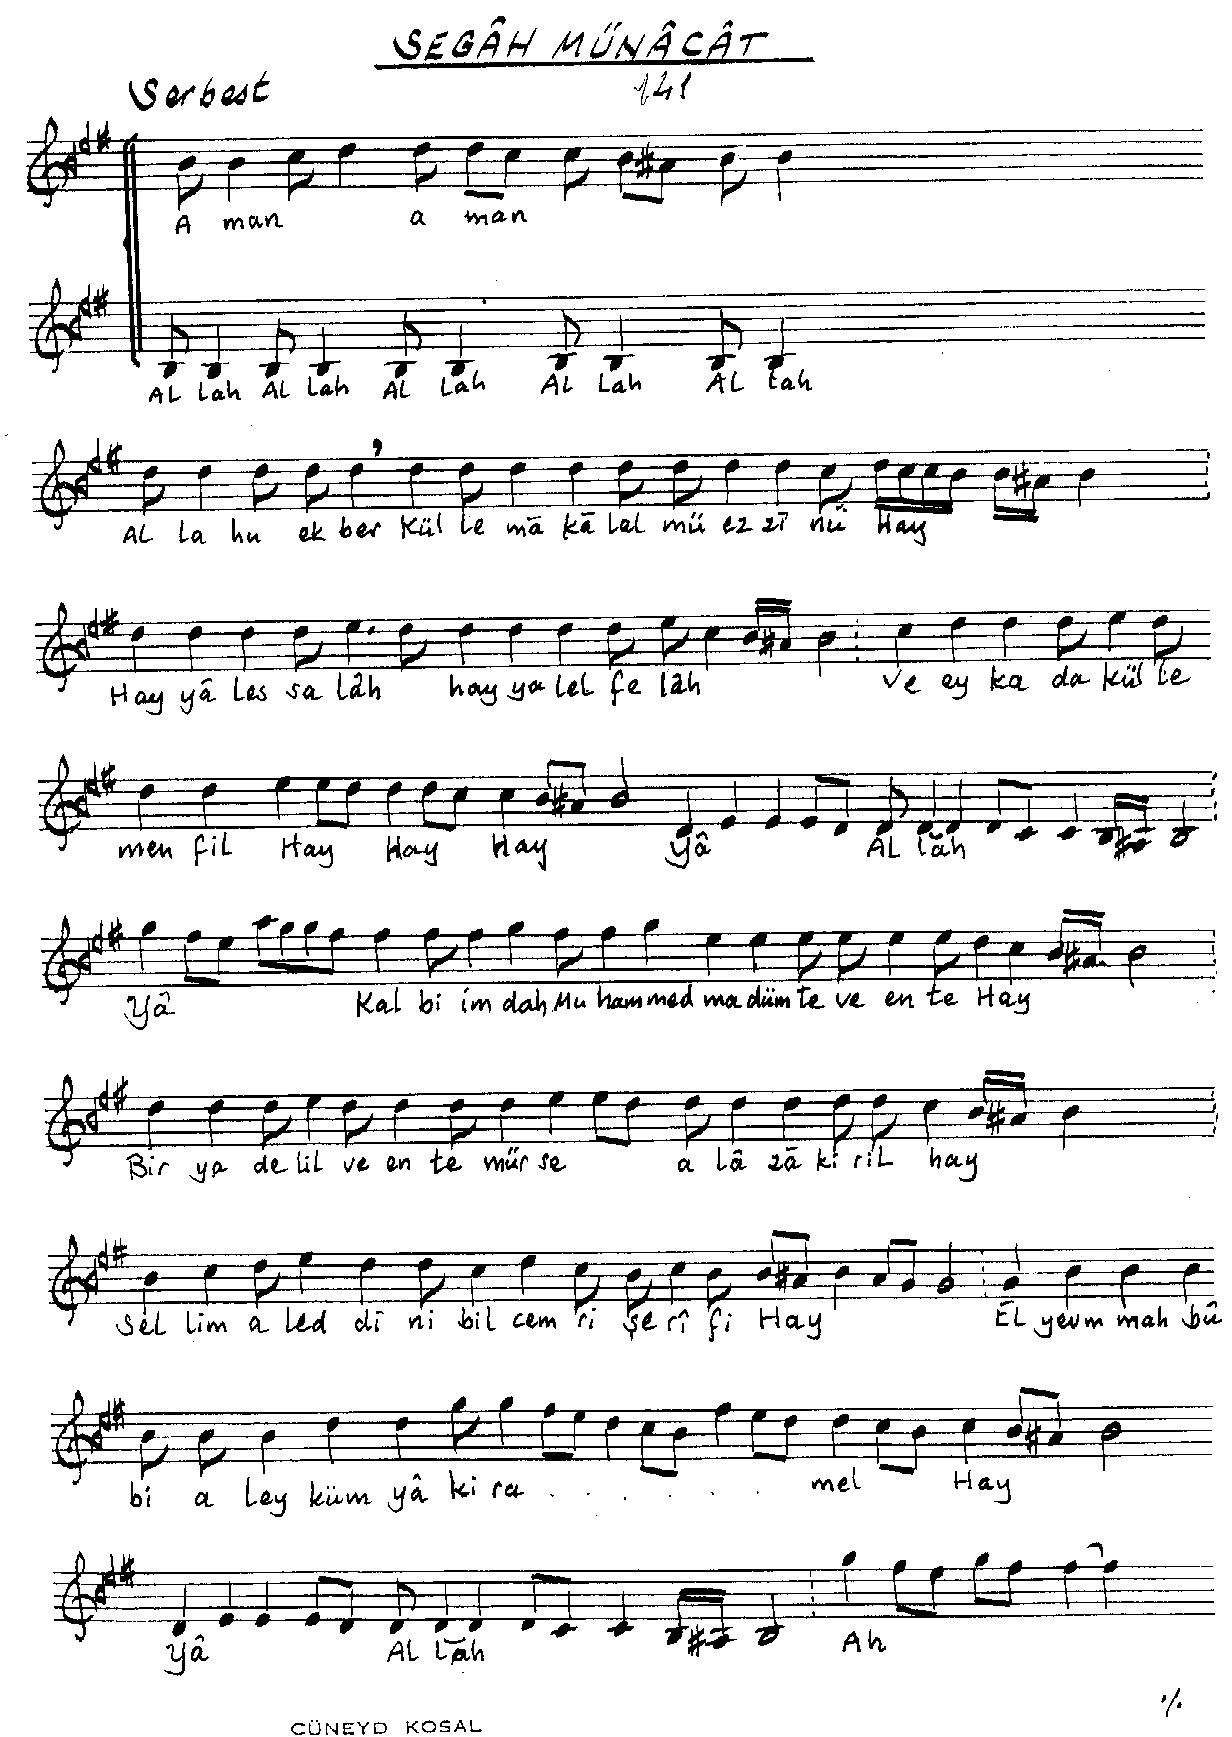 SEGÂH MÜNÂCÂT
Serbest 141
A man a man
AL Lah AL Lah AL Lah AL Lah AL Lah
AL La hu ek ber Kül le mā kā lel mü ez zî nü Hay
Hay yâ les sa lâh hay ya lel fe lâh Ve ey ka da kül le
men fil Hay Hay Hay Yâ AL lâh
Yâ Kal bi im dah Mu ham med ma düm te ve en te Hay
Bir ya de lil ve en te mür se a lâ zâ ki ril hay
Sel lim a led dî ni bil cem ri şe rî fi Hay El yevm mah bû
bi a ley küm yâ ki ra . . . . . . mel Hay
Yâ AL Lâh Ah
·/.
CÜNEYD KOSAL